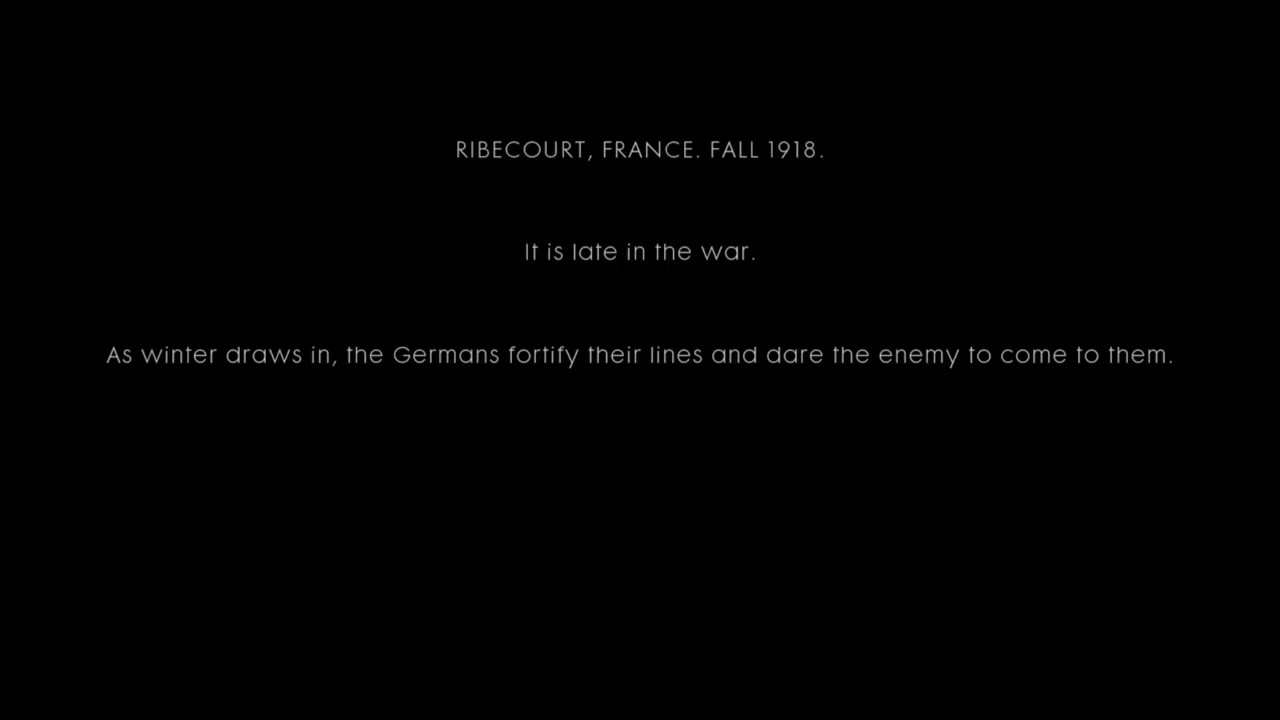 RIBECOURT, FRANCE. FALL 1918.
It is late in the war.
As winter draws in, the Germans fortify their lines and dare the enemy to come to them.